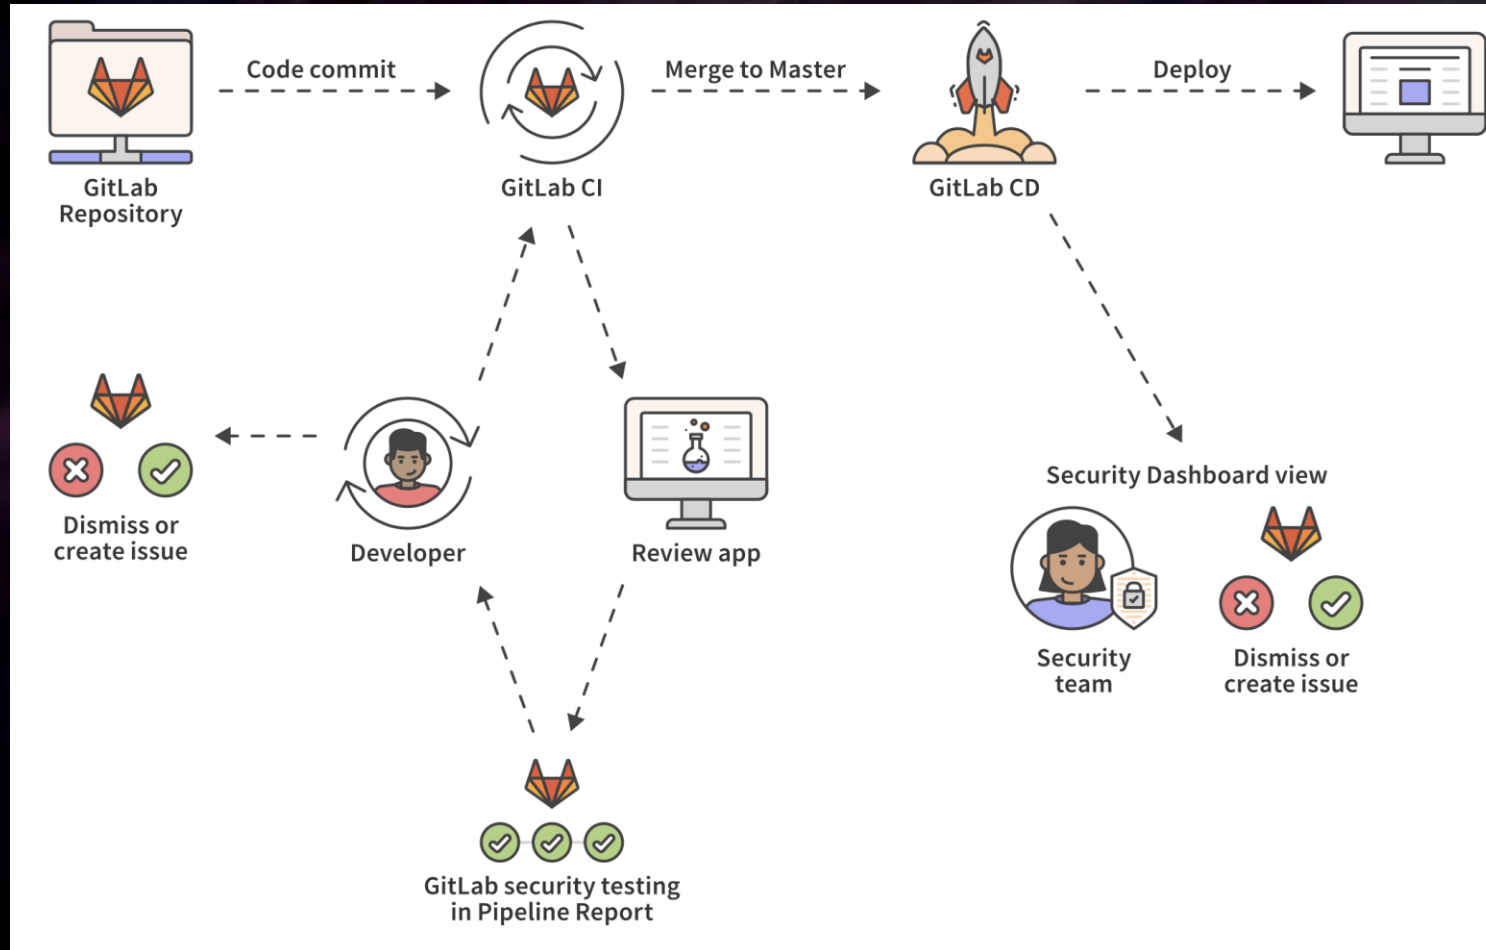 Code commit
Merge to Master
Deploy
GitLab
Repository
GitLab CI
GitLab CD
Dismiss or
create issue
Developer
Review app
Security Dashboard view
Security
team
Dismiss or
create issue
GitLab security testing
in Pipeline Report